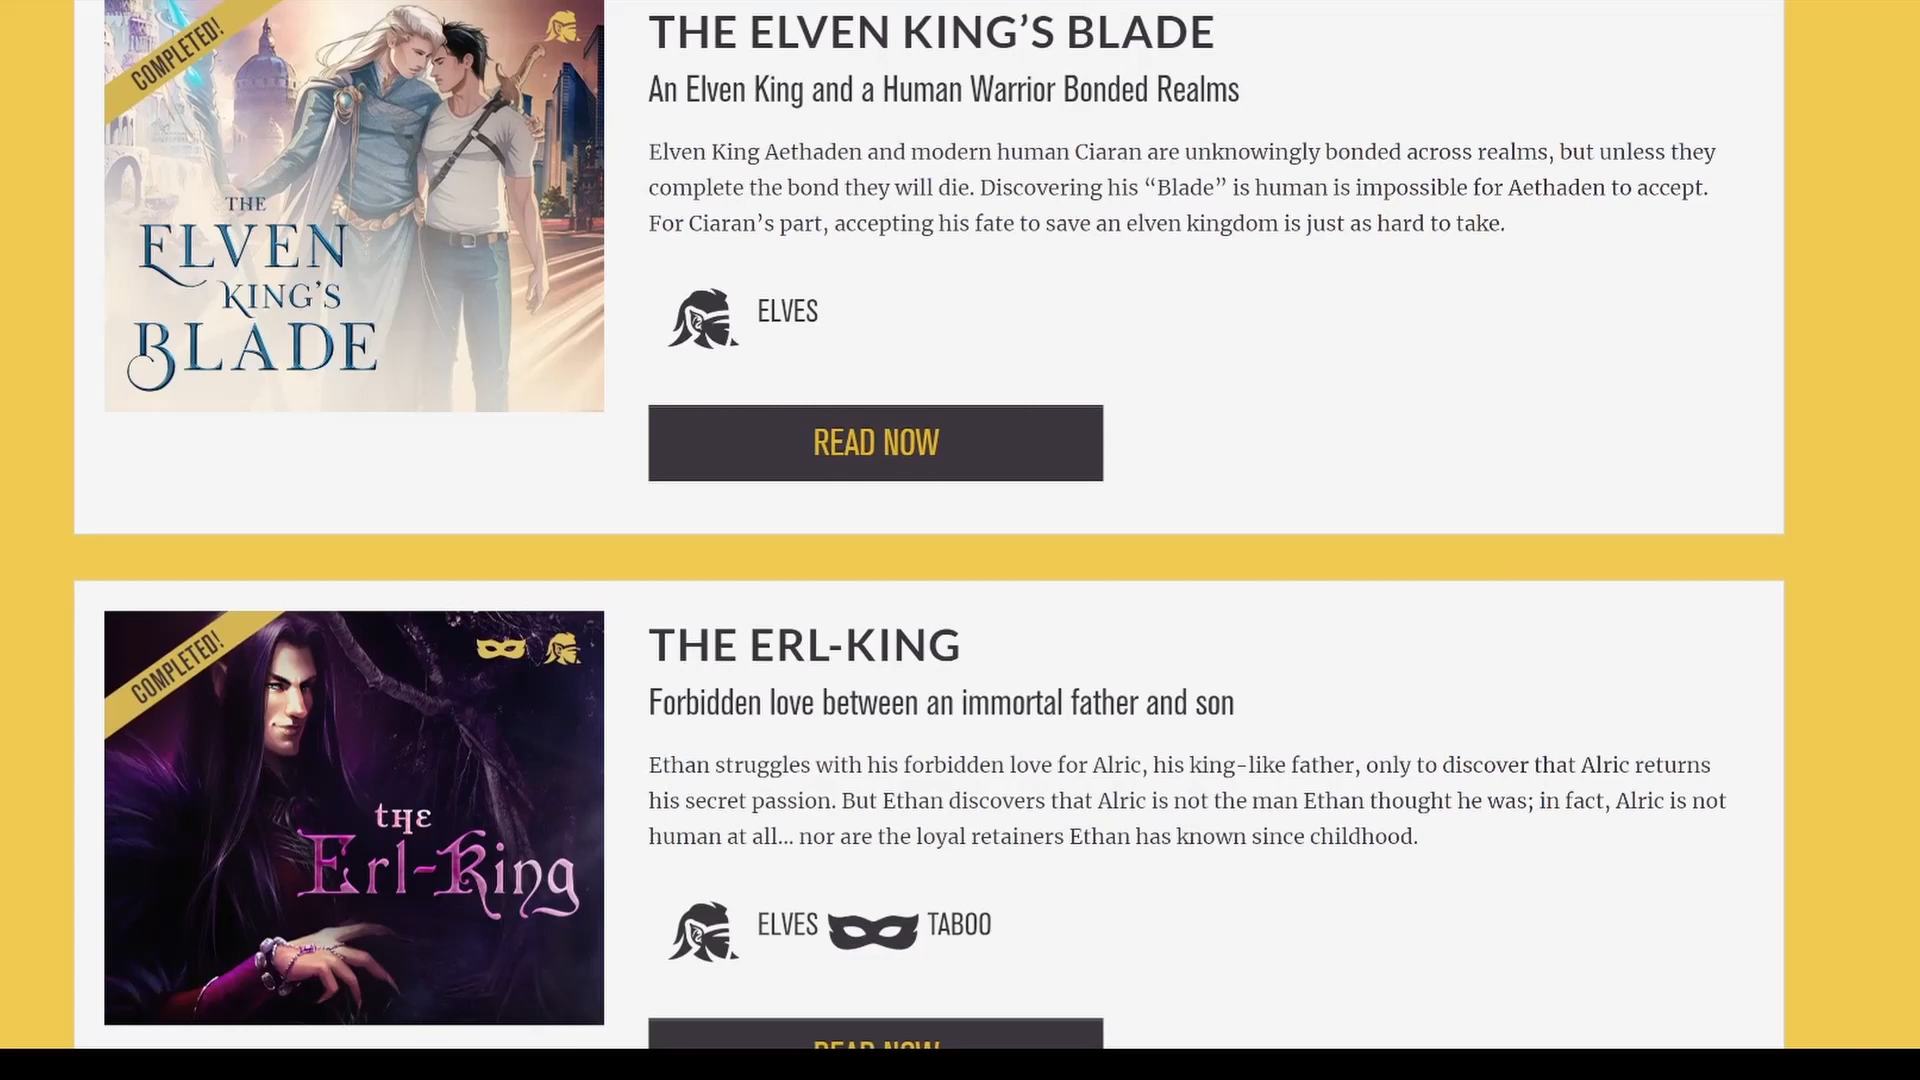 COMPLETED!
THE
ELVEN
KING'S
BLADE
THE ELVEN KING’S BLADE
An Elven King and a Human Warrior Bonded Realms
Elven King Aethaden and modern human Ciaran are unknowingly bonded across realms, but unless they
complete the bond they will die. Discovering his “Blade” is human is impossible for Aethaden to accept.
For Ciaran’s part, accepting his fate to save an elven kingdom is just as hard to take.
ELVES
READ NOW
COMPLETED!
THE
Erl-King
THE ERL-KING
Forbidden love between an immortal father and son
Ethan struggles with his forbidden love for Alric, his king-like father, only to discover that Alric returns
his secret passion. But Ethan discovers that Alric is not the man Ethan thought he was; in fact, Alric is not
human at all... nor are the loyal retainers Ethan has known since childhood.
ELVES TABOO
READ NOW